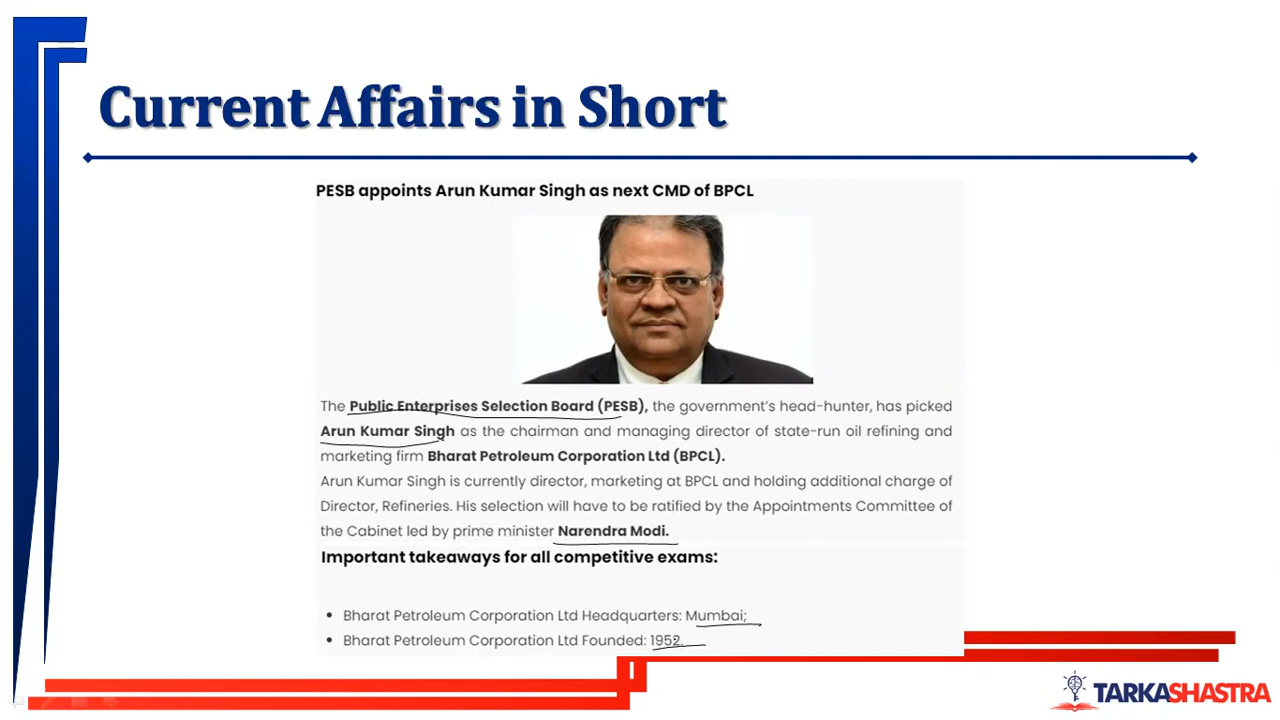 Current Affairs in Short
PESB appoints Arun Kumar Singh as next CMD of BPCL
The Public Enterprises Selection Board (PESB), the government's head-hunter, has picked
Arun Kumar Singh as the chairman and managing director of state-run oil refining and
marketing firm Bharat Petroleum Corporation Ltd (BPCL).
Arun Kumar Singh is currently director, marketing at BPCL and holding additional charge of
Director, Refineries. His selection will have to be ratified by the Appointments Committee of
the Cabinet led by prime minister Narendra Modi.
Important takeaways for all competitive exams:
• Bharat Petroleum Corporation Ltd Headquarters: Mumbai;
• Bharat Petroleum Corporation Ltd Founded: 1952.
TARKASHASTRA